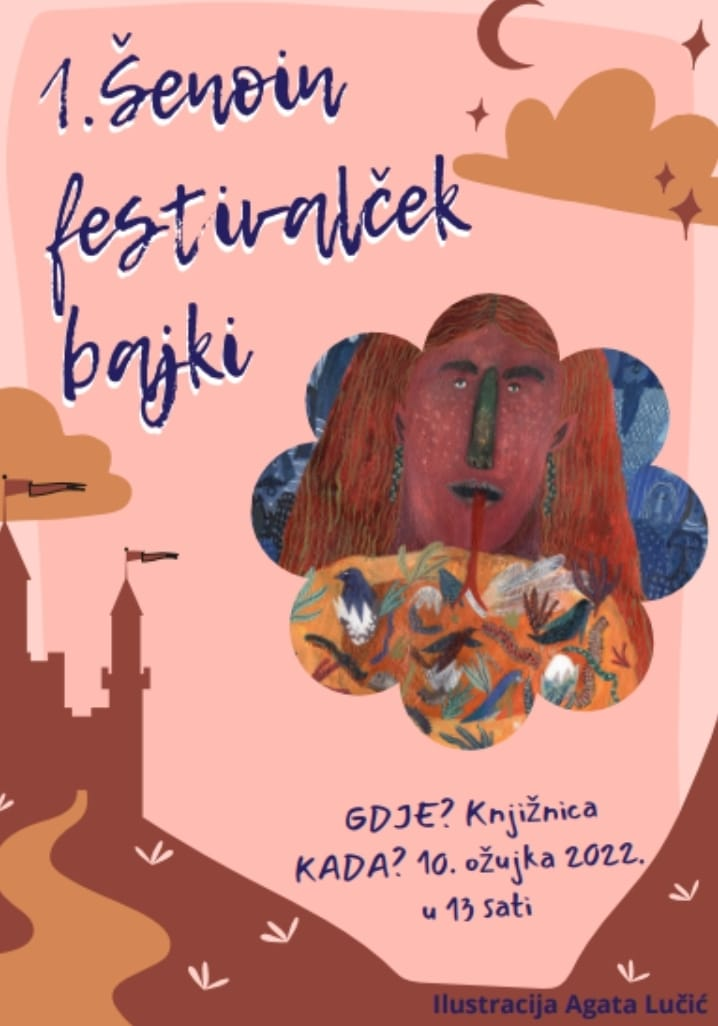 1. Šenoin
festivalček
bajki
GDJE? Knjižnica
KADA? 10. ožujka 2022.
u 13 sati
Ilustracija Agata Lučić